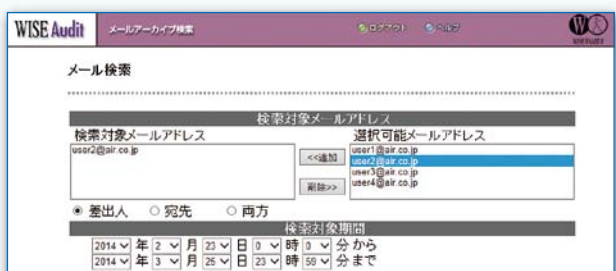 WISE Audit メールアーカイブ検索 ログアウト ヘルプ
メール検索
検索対象メールアドレス
検索対象メールアドレス 選択可能メールアドレス
user2@air.co.jp
<<追加
削除>>
user1@air.co.jp
user2@air.co.jp
user3@air.co.jp
user4@air.co.jp
差出人 宛先 両方
検索対象期間
2014 年 2 月 23 日 0 時 0 分 から
2014 年 3 月 25 日 23 時 59 分 まで